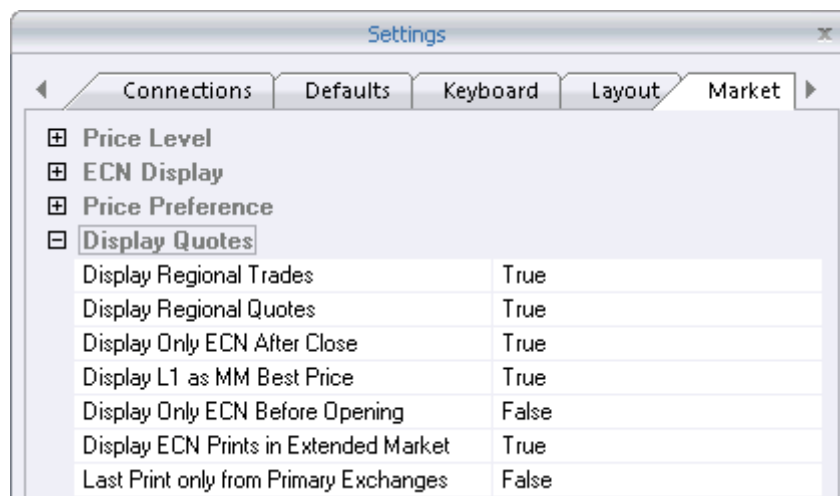 Settings
Connections Defaults Keyboard Layout Market
Price Level
ECN Display
Price Preference
Display Quotes
Display Regional Trades True
Display Regional Quotes True
Display Only ECN After Close True
Display L1 as MM Best Price True
Display Only ECN Before Opening False
Display ECN Prints in Extended Market True
Last Print only from Primary Exchanges False